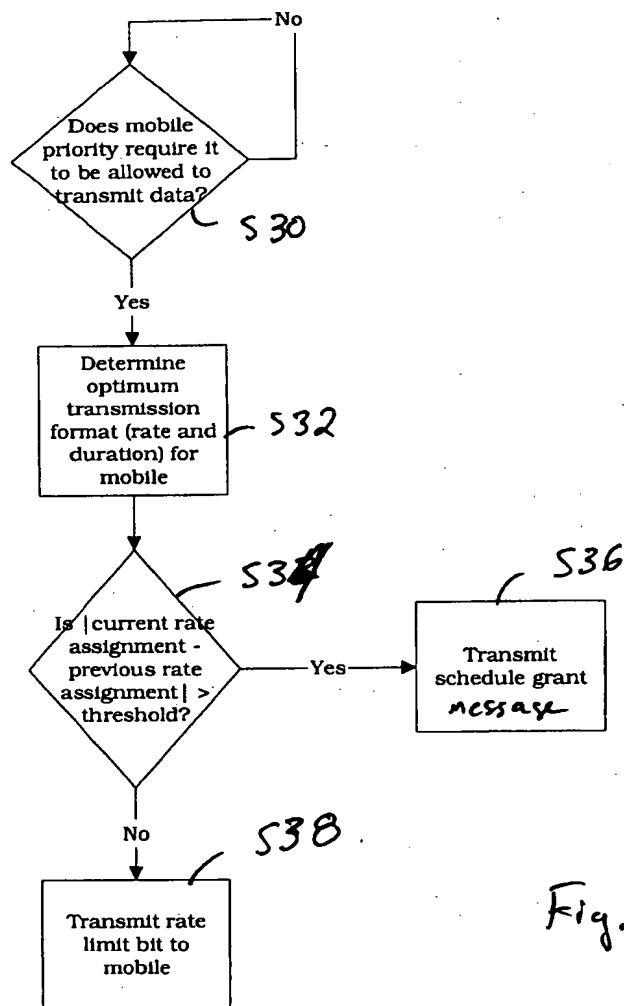 No
Does mobile
priority require it
to be allowed to
transmit data?
S30
Yes
Determine
optimum
transmission
format (rate and
duration) for
mobile
S32
S34
Is |current rate
assignment -
previous rate
assignment| >
threshold?
Yes
S36
Transmit
schedule grant
message
No
S38
Transmit rate
limit bit to
mobile
Fig.